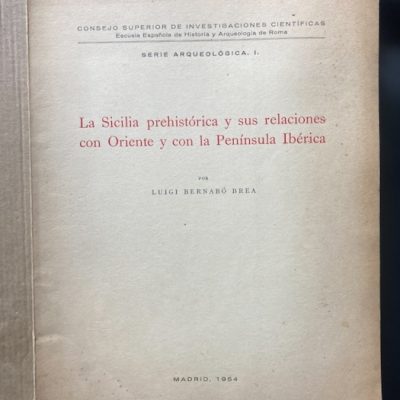 CONSEJO SUPERIOR DE INVESTIGACIONES CIENTÍFICAS
Escuela Española de Historia y Arqueología de Roma
SERIE ARQUEOLÓGICA. I.
La Sicilia prehistórica y sus relaciones
con Oriente y con la Península Ibérica
POR
LUIGI BERNABÓ BREA
MADRID, 1954